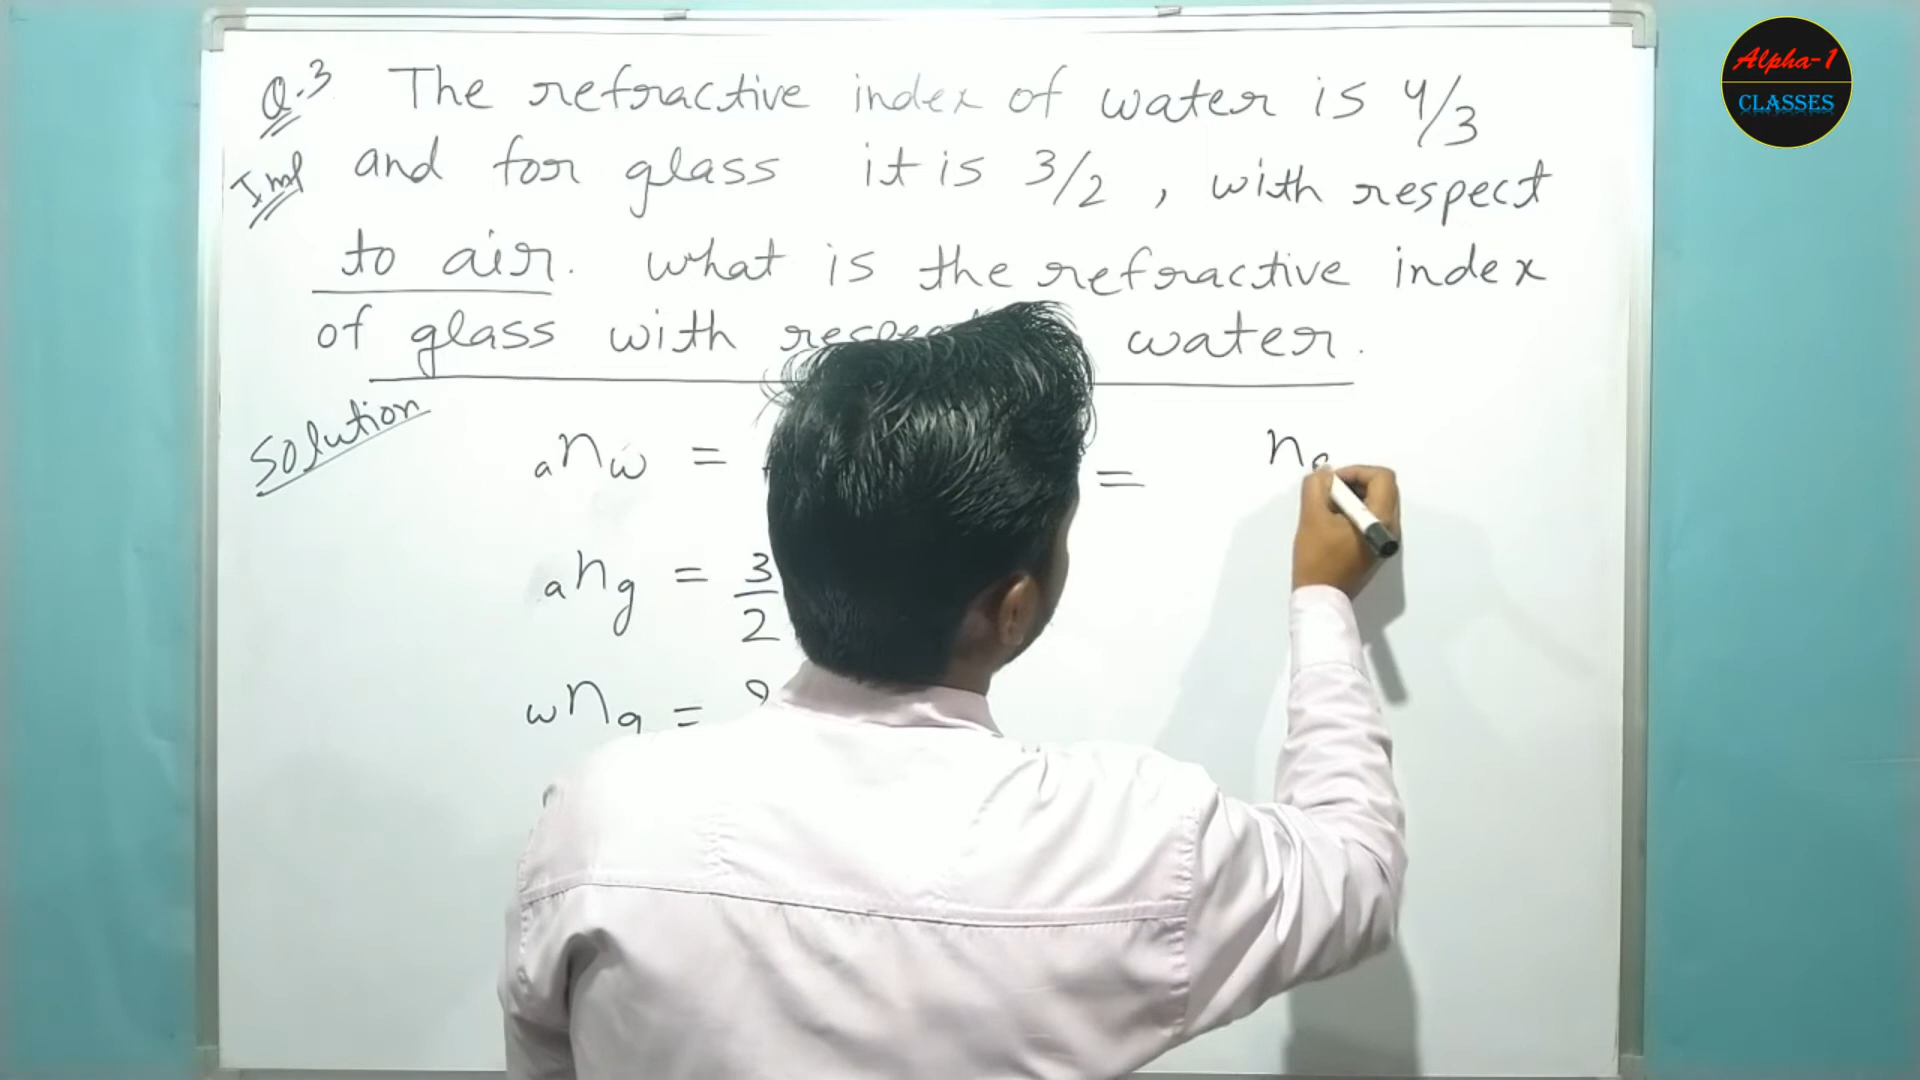 Q.3 The refractive index of water is 4/3
Imp and for glass it is 3/2, with respect
to air. what is the refractive index
of glass with water.
Solution
anw =
= n
ang = 3/2
wng =
Alpha-1
CLASSES